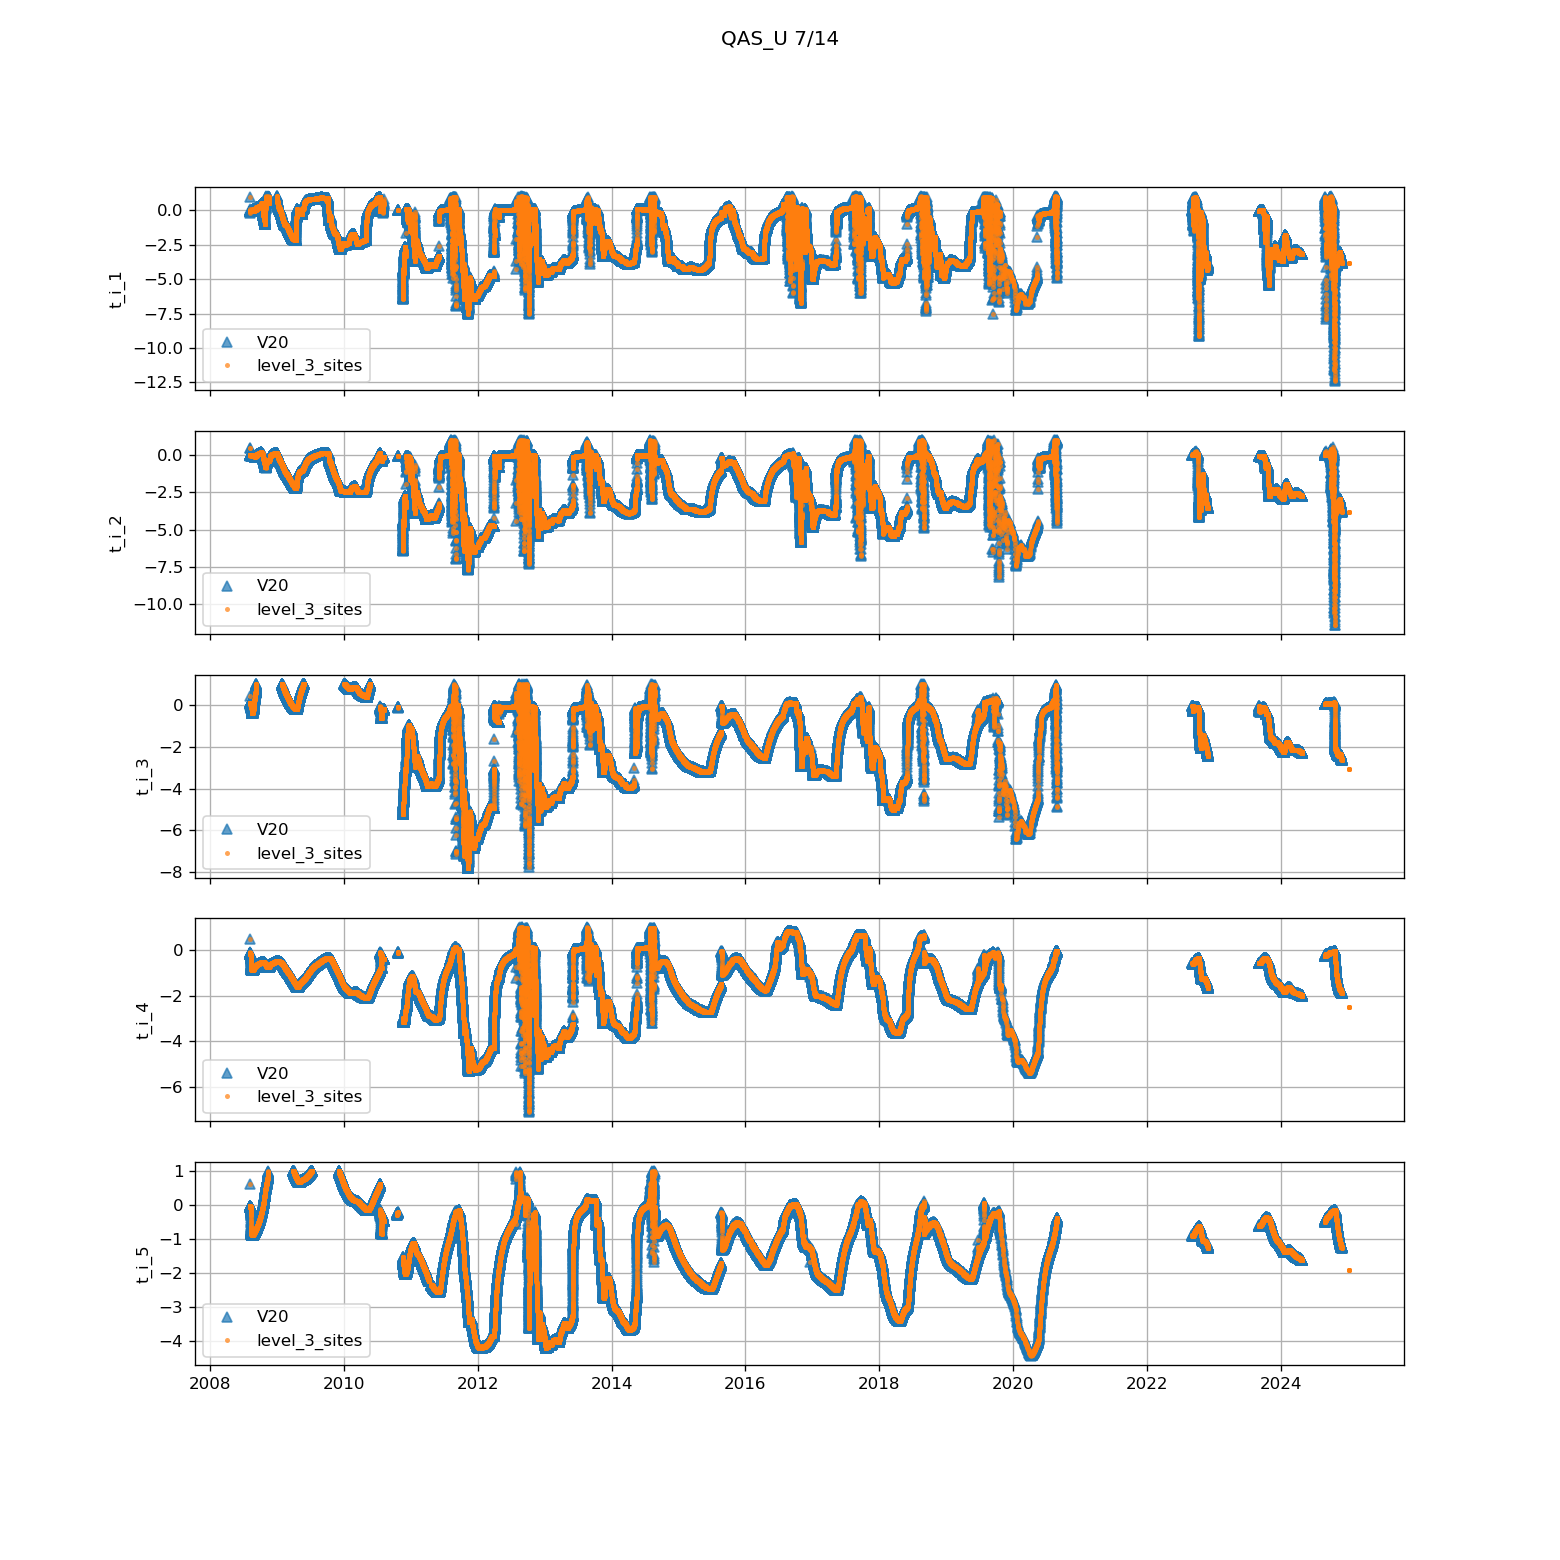 QAS_U 7/14
0.0
−2.5
−5.0
−7.5
−10.0
−12.5
t_i_1
V20
level_3_sites
0.0
−2.5
−5.0
−7.5
−10.0
t_i_2
V20
level_3_sites
0
−2
−4
−6
−8
t_i_3
V20
level_3_sites
0
−2
−4
−6
t_i_4
V20
level_3_sites
1
0
−1
−2
−3
−4
t_i_5
V20
level_3_sites
2008 2010 2012 2014 2016 2018 2020 2022 2024